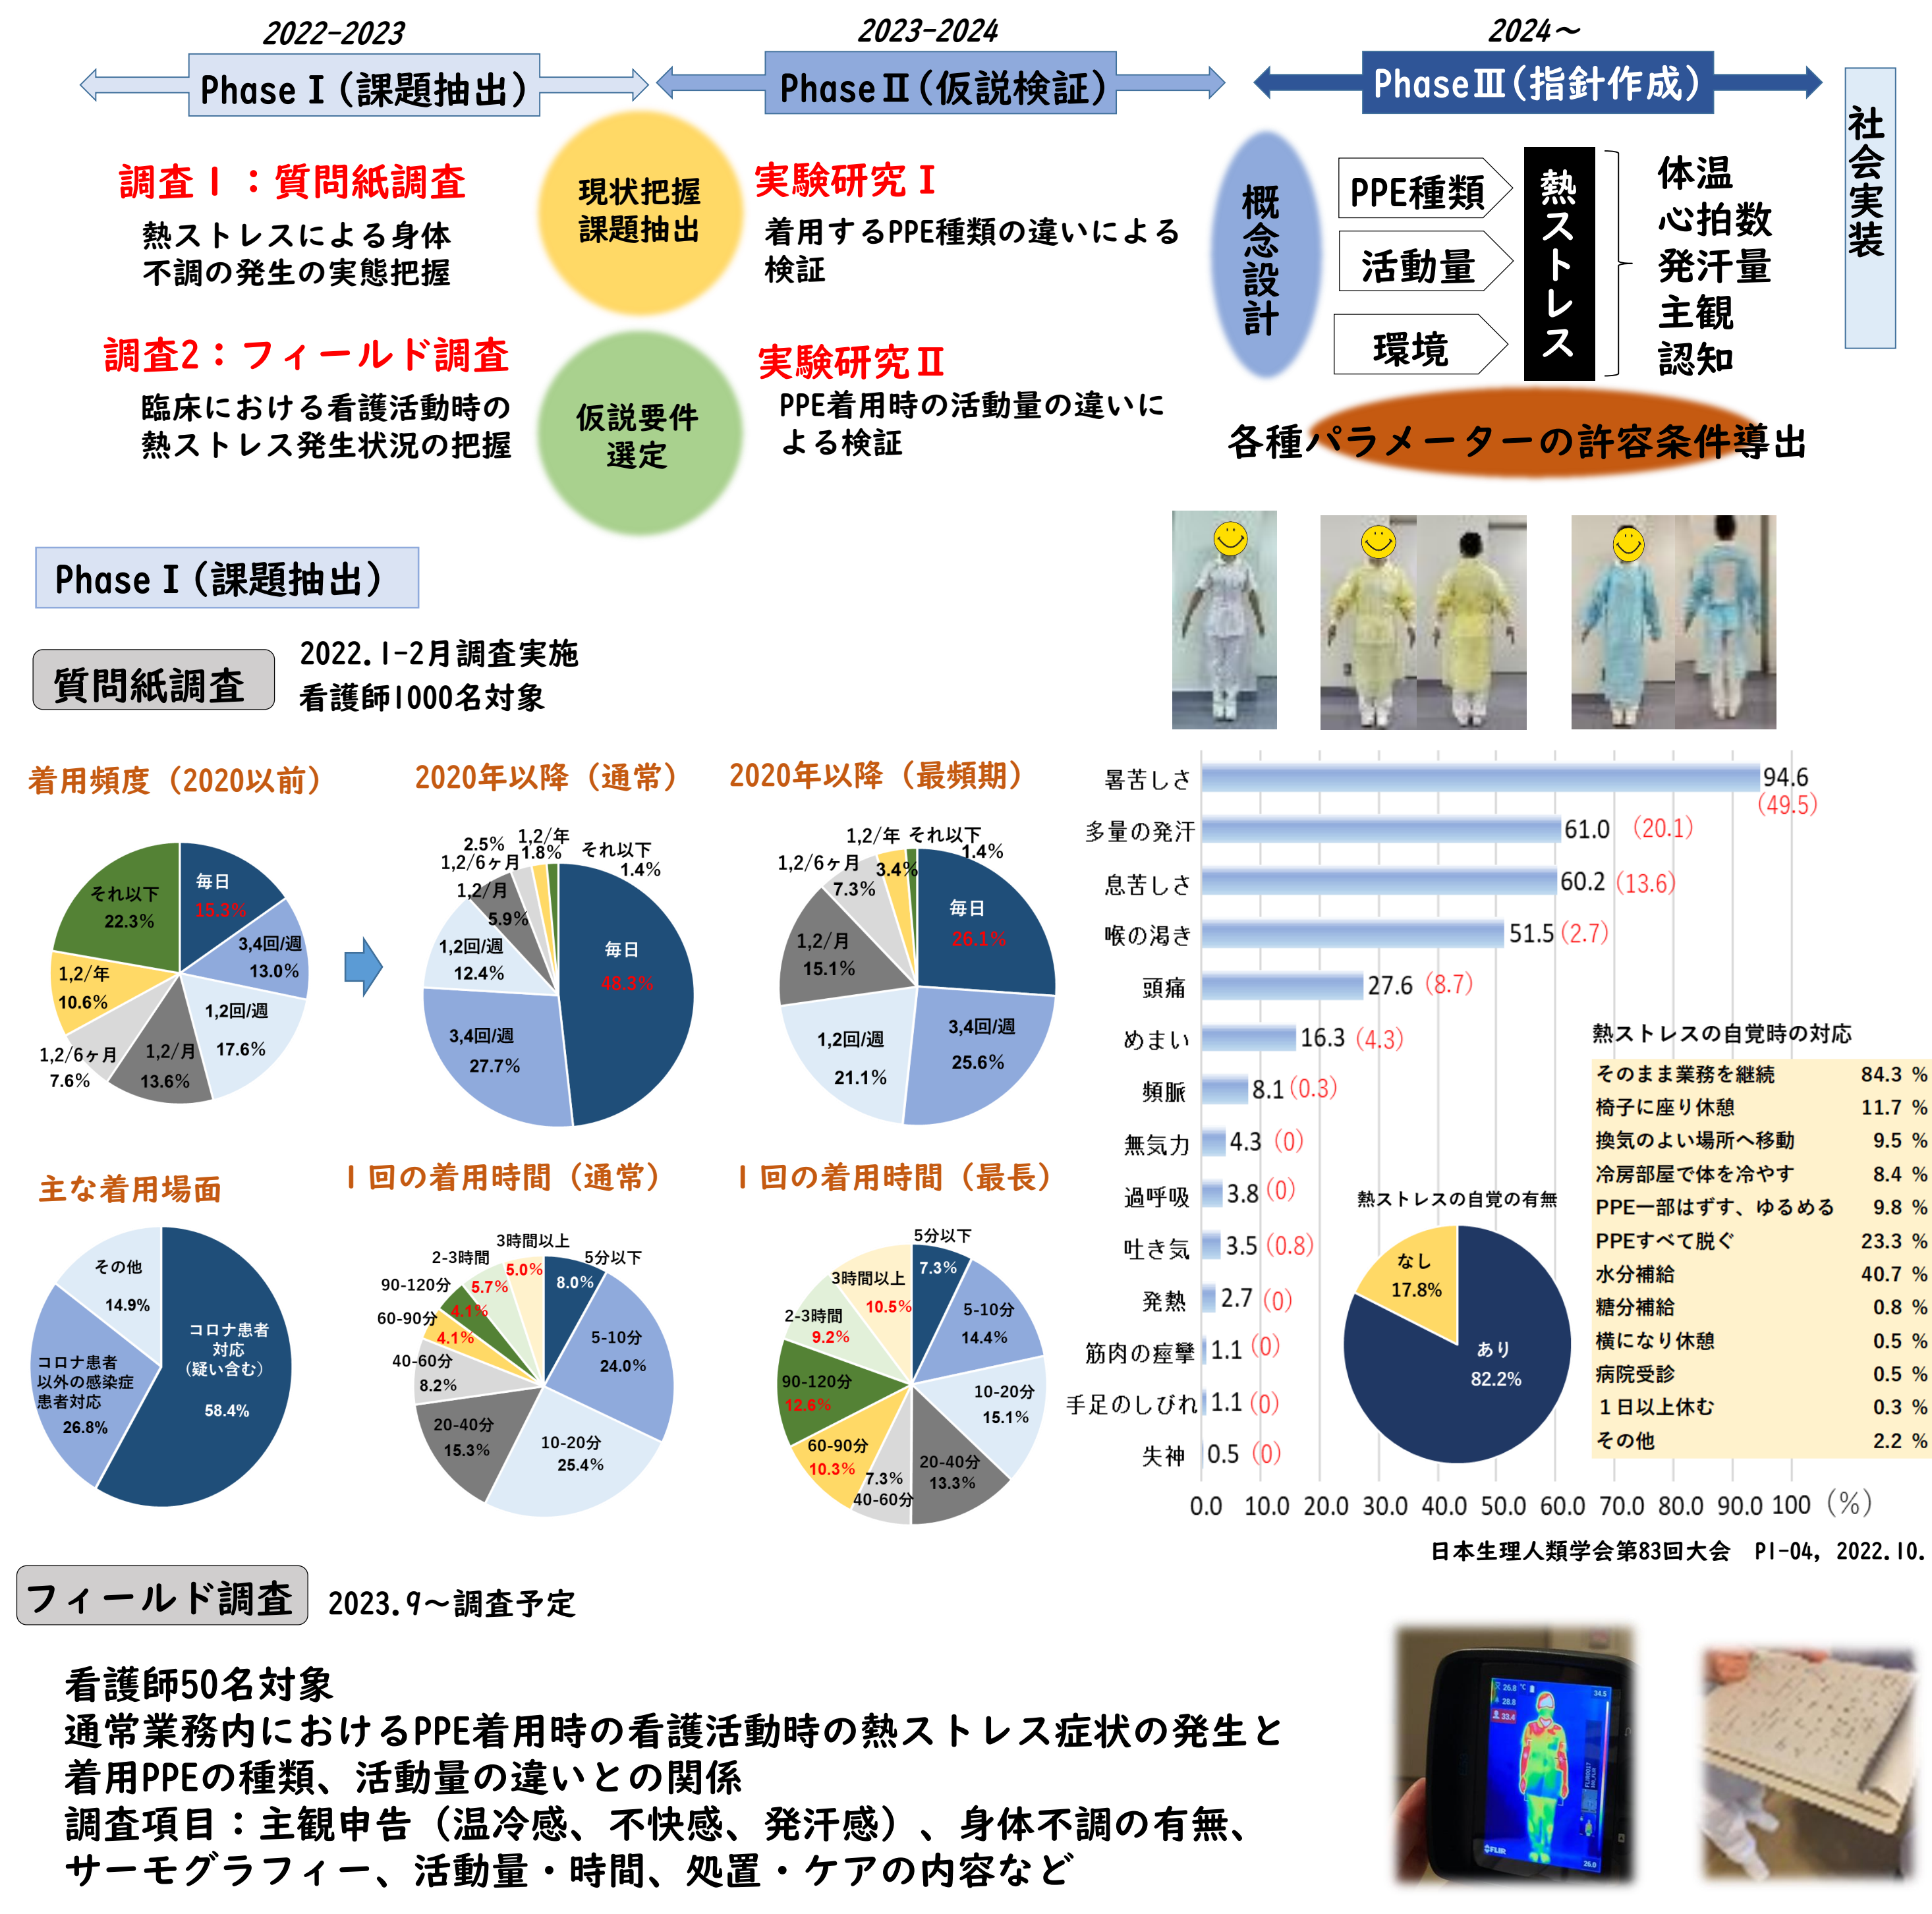 2022-2023
PhaseⅠ(課題抽出)
2023-2024
PhaseⅡ(仮説検証)
2024~
PhaseⅢ(指針作成)
社会実装
調査1:質問紙調査
熱ストレスによる身体
不調の発生の実態把握
調査2:フィールド調査
臨床における看護活動時の
熱ストレス発生状況の把握
現状把握
課題抽出
仮説要件
選定
実験研究Ⅰ
着用するPPE種類の違いによる
検証
実験研究Ⅱ
PPE着用時の活動量の違いに
よる検証
概念設計
PPE種類
活動量
環境
熱ストレス
体温
心拍数
発汗量
主観
認知
各種パラメーターの許容条件導出
PhaseⅠ(課題抽出)
質問紙調査
2022.1-2月調査実施
看護師1000名対象
着用頻度(2020以前)
毎日
15.3%
3,4回/週
13.0%
1,2回/週
17.6%
1,2/月
13.6%
1,2/6ヶ月
7.6%
1,2/年
10.6%
それ以下
22.3%
2020年以降(通常)
毎日
48.3%
3,4回/週
27.7%
1,2回/週
12.4%
1,2/月
5.9%
1,2/6ヶ月
2.5%
1,2/年
1.8%
それ以下
1.4%
2020年以降(最頻期)
毎日
26.1%
3,4回/週
25.6%
1,2回/週
21.1%
1,2/月
15.1%
1,2/6ヶ月
7.3%
1,2/年
3.4%
それ以下
1.4%
主な着用場面
コロナ患者
対応
(疑い含む)
58.4%
コロナ患者
以外の感染症
患者対応
26.8%
その他
14.9%
1回の着用時間(通常)
5分以下
8.0%
5-10分
24.0%
10-20分
25.4%
20-40分
15.3%
40-60分
8.2%
60-90分
4.1%
90-120分
4.1%
2-3時間
5.7%
3時間以上
5.0%
1回の着用時間(最長)
5分以下
7.3%
5-10分
14.4%
10-20分
15.1%
20-40分
13.3%
7.3%
40-60分
60-90分
10.3%
90-120分
12.6%
2-3時間
9.2%
3時間以上
10.5%
暑苦しさ 94.6 (49.5)
多量の発汗 61.0 (20.1)
息苦しさ 60.2 (13.6)
喉の渇き 51.5 (2.7)
頭痛 27.6 (8.7)
めまい 16.3 (4.3)
頻脈 8.1 (0.3)
無気力 4.3 (0)
過呼吸 3.8 (0)
吐き気 3.5 (0.8)
発熱 2.7 (0)
筋肉の痙攣 1.1 (0)
手足のしびれ 1.1 (0)
失神 0.5 (0)
0.0 10.0 20.0 30.0 40.0 50.0 60.0 70.0 80.0 90.0 100 (%)
熱ストレスの自覚の有無
なし
17.8%
あり
82.2%
熱ストレスの自覚時の対応
そのまま業務を継続 84.3 %
椅子に座り休憩 11.7 %
換気のよい場所へ移動 9.5 %
冷房部屋で体を冷やす 8.4 %
PPE一部はずす、ゆるめる 9.8 %
PPEすべて脱ぐ 23.3 %
水分補給 40.7 %
糖分補給 0.8 %
横になり休憩 0.5 %
病院受診 0.5 %
1日以上休む 0.3 %
その他 2.2 %
日本生理人類学会第83回大会 P1-04, 2022.10.
フィールド調査
2023.9~調査予定
看護師50名対象
通常業務内におけるPPE着用時の看護活動時の熱ストレス症状の発生と
着用PPEの種類、活動量の違いとの関係
調査項目:主観申告(温冷感、不快感、発汗感)、身体不調の有無、
サーモグラフィー、活動量・時間、処置・ケアの内容など
26.8 ℃
28.8
33.4
34.5
26.0
FLIR